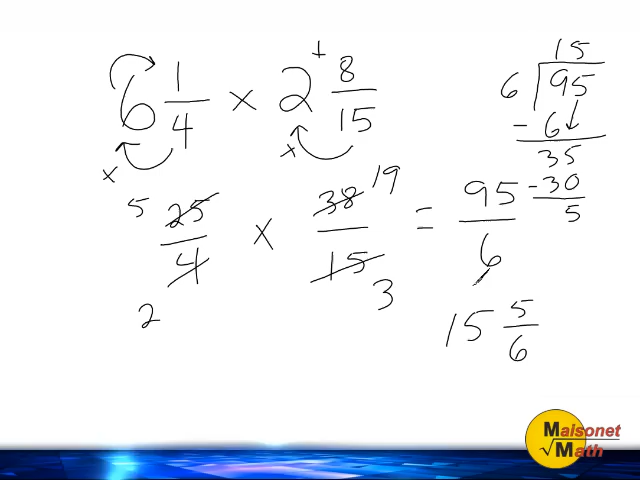 6 1/4 × 2 + 8/15
× ×
5 25/4 × 38/15 19 = 95/6
2 3
15 5/6
15
6 95
- 6
35
-30
5
Maisonet
√Math